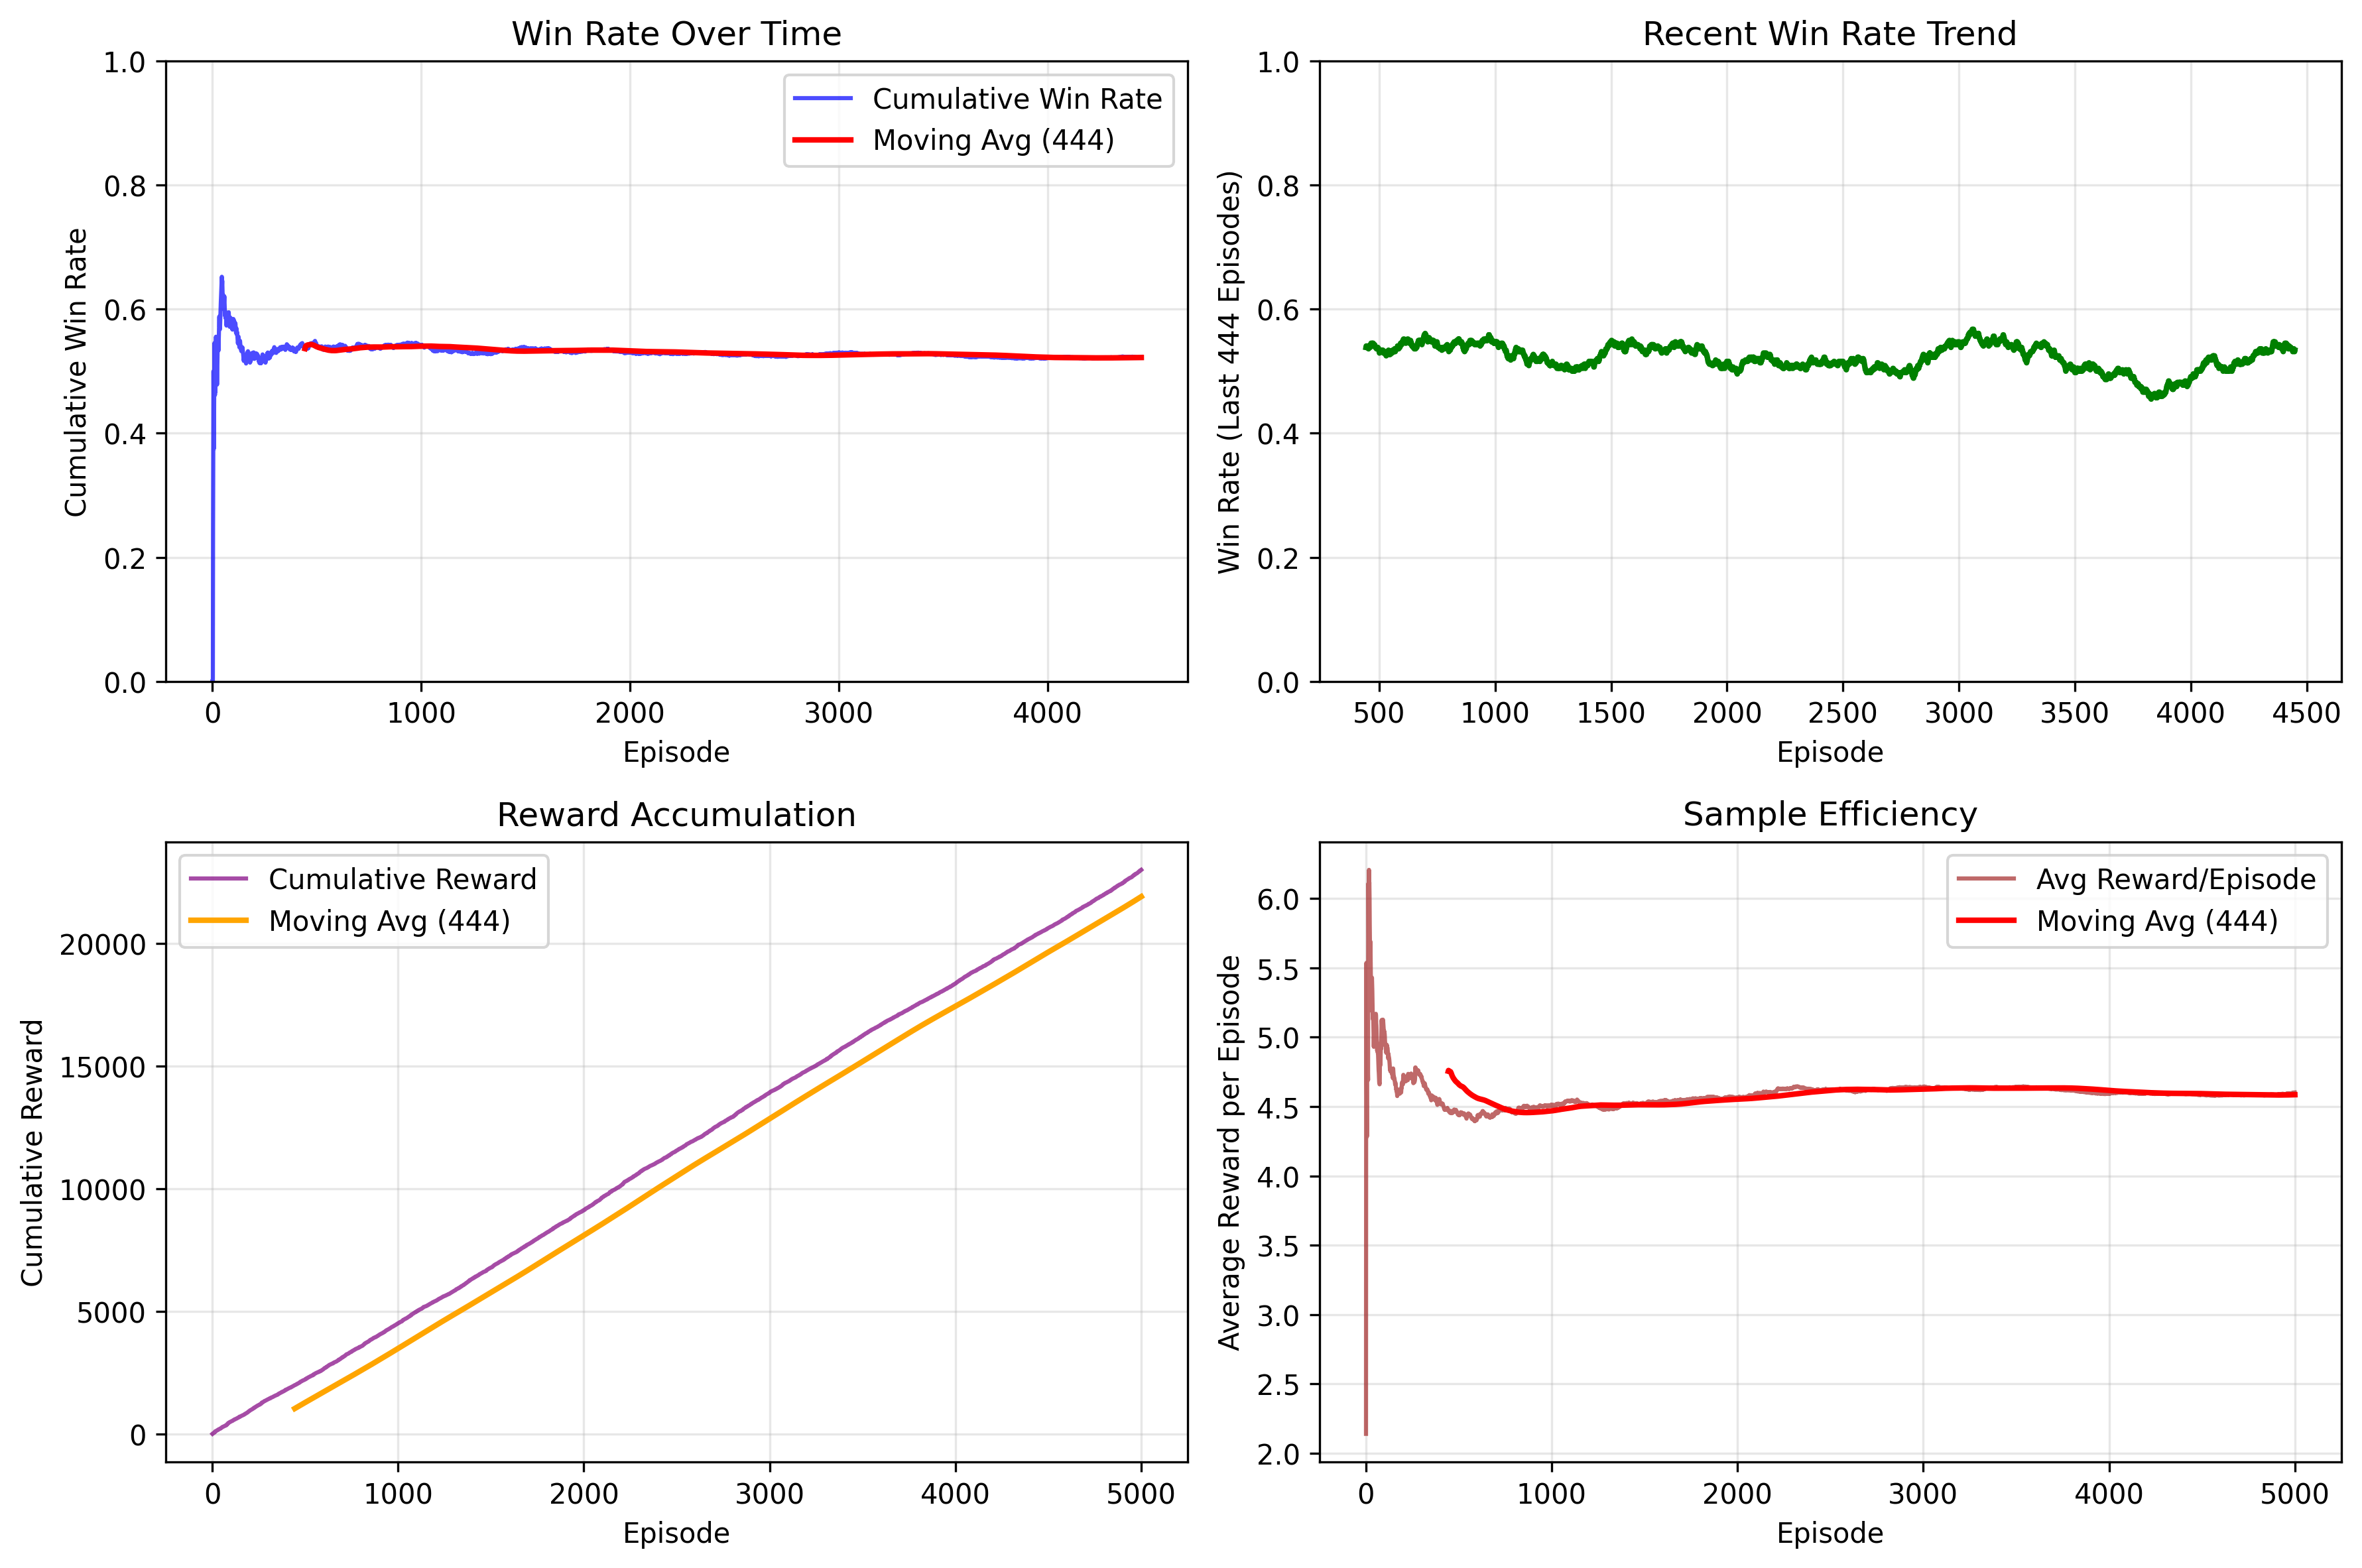 Win Rate Over Time
1.0
0.8
0.6
0.4
0.2
0.0
Cumulative Win Rate
Cumulative Win Rate
Moving Avg (444)
0 1000 2000 3000 4000
Episode
Recent Win Rate Trend
1.0
0.8
0.6
0.4
0.2
0.0
Win Rate (Last 444 Episodes)
500 1000 1500 2000 2500 3000 3500 4000 4500
Episode
Reward Accumulation
20000
15000
10000
5000
0
Cumulative Reward
Cumulative Reward
Moving Avg (444)
0 1000 2000 3000 4000 5000
Episode
Sample Efficiency
6.0
5.5
5.0
4.5
4.0
3.5
3.0
2.5
2.0
Average Reward per Episode
Avg Reward/Episode
Moving Avg (444)
0 1000 2000 3000 4000 5000
Episode